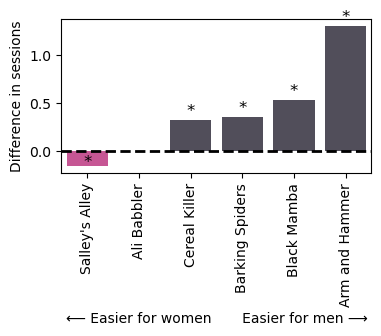 Difference in sessions
1.0
0.5
0.0
*
*
*
*
*
Salley's Alley
Ali Babbler
Cereal Killer
Barking Spiders
Black Mamba
Arm and Hammer
⟵ Easier for women
Easier for men ⟶